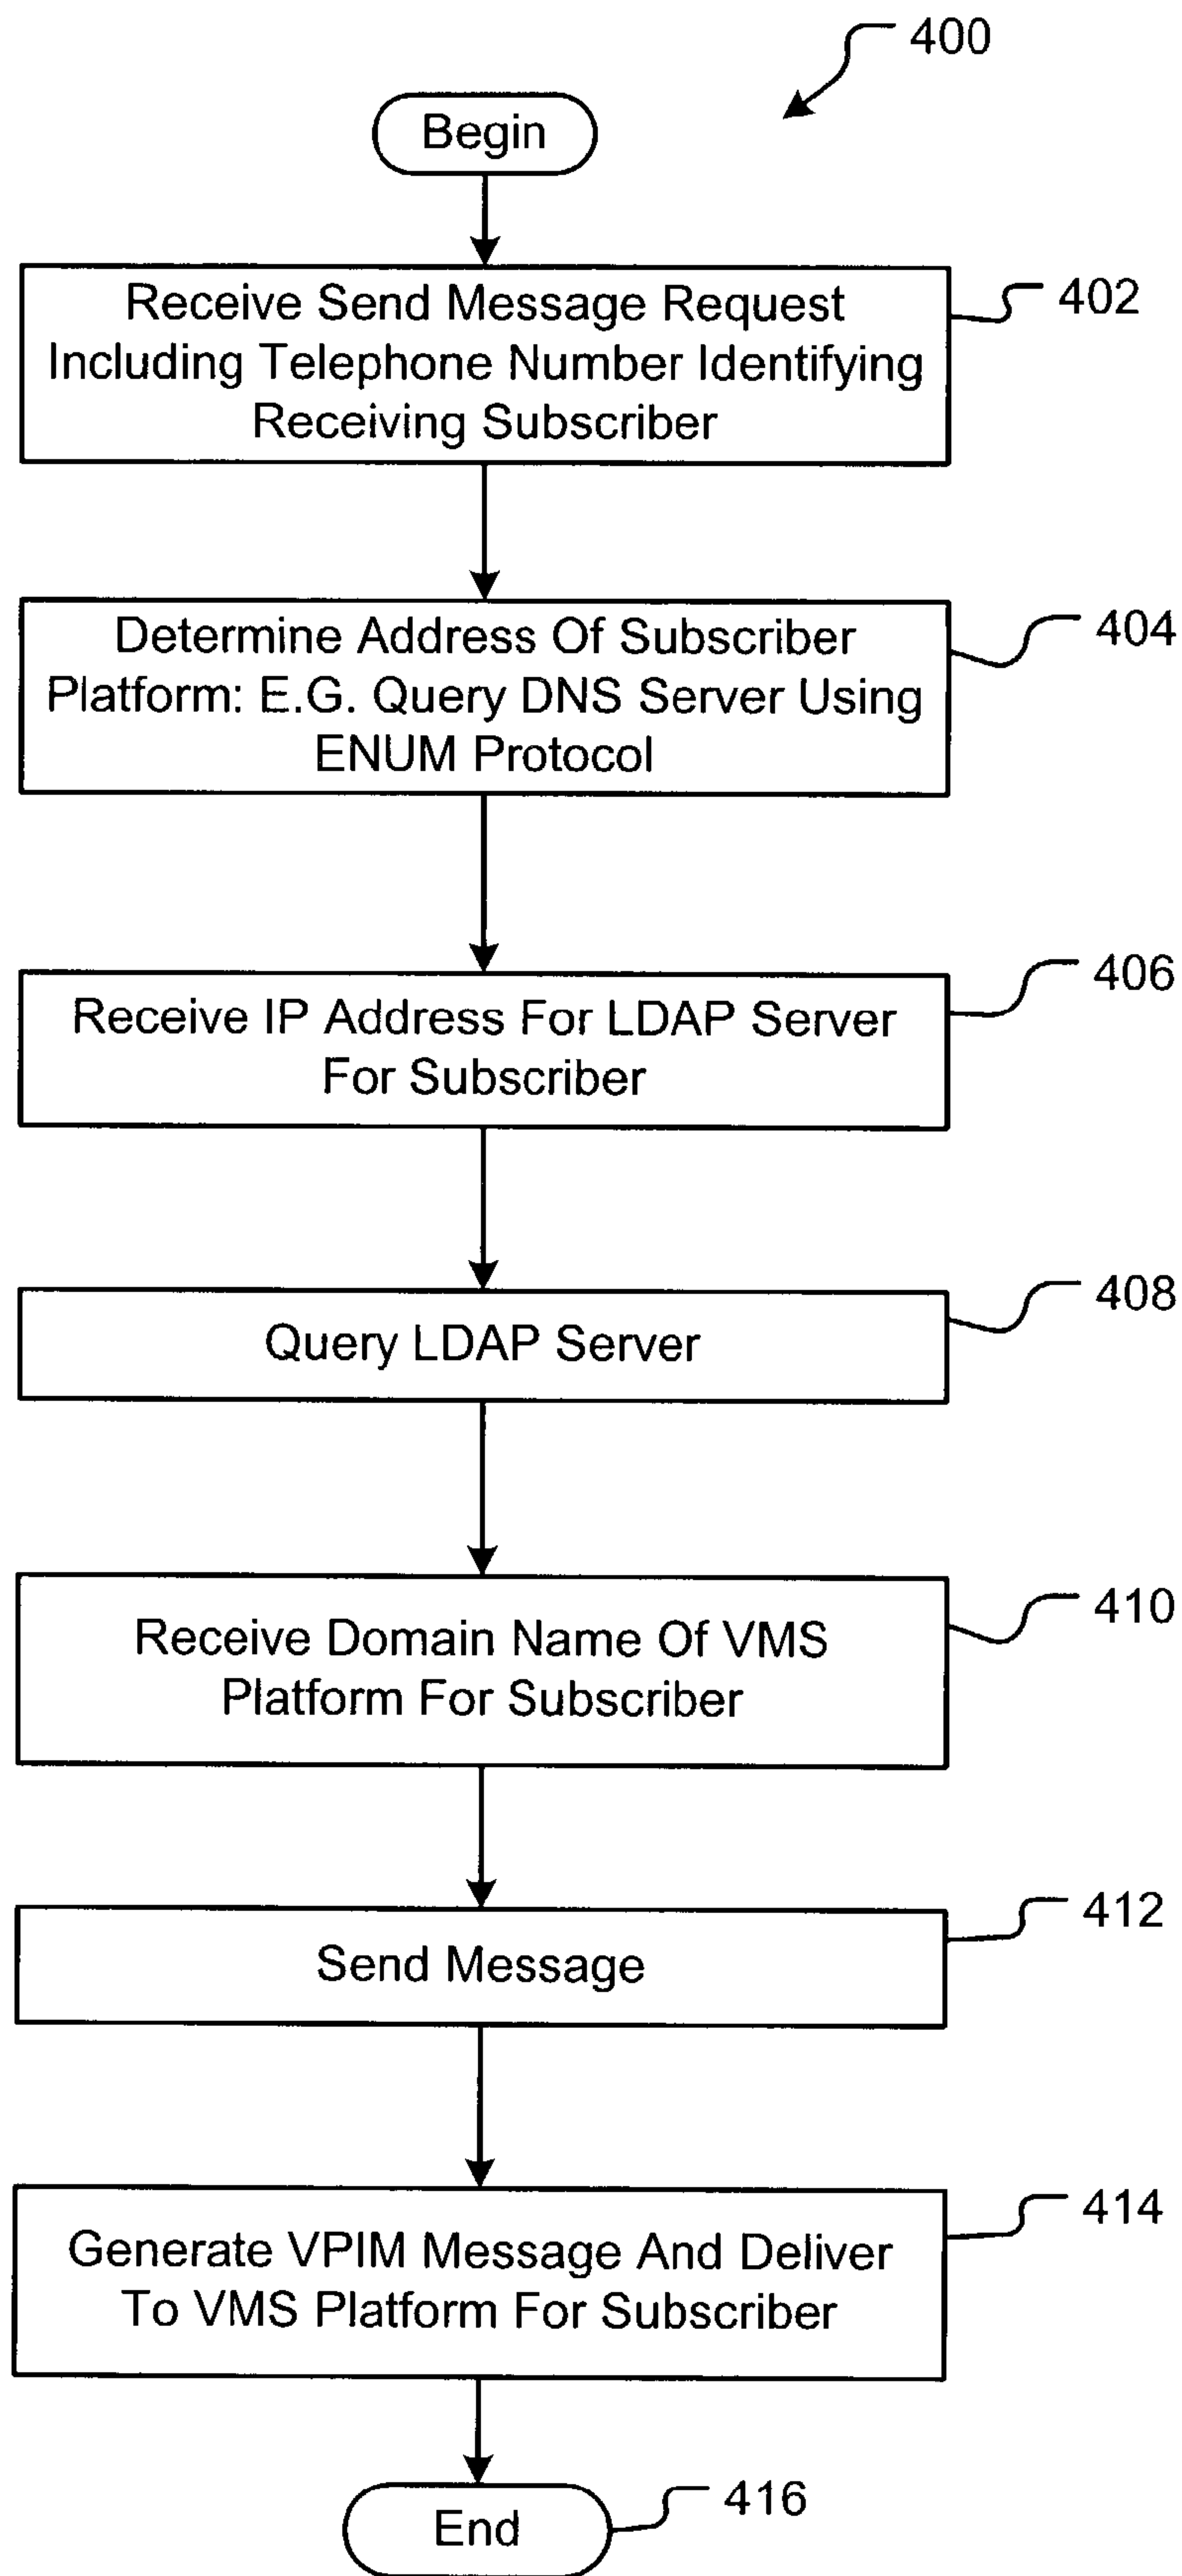 400
Begin
Receive Send Message Request
Including Telephone Number Identifying
Receiving Subscriber
402
Determine Address Of Subscriber
Platform: E.G. Query DNS Server Using
ENUM Protocol
404
Receive IP Address For LDAP Server
For Subscriber
406
Query LDAP Server
408
Receive Domain Name Of VMS
Platform For Subscriber
410
Send Message
412
Generate VPIM Message And Deliver
To VMS Platform For Subscriber
414
End
416